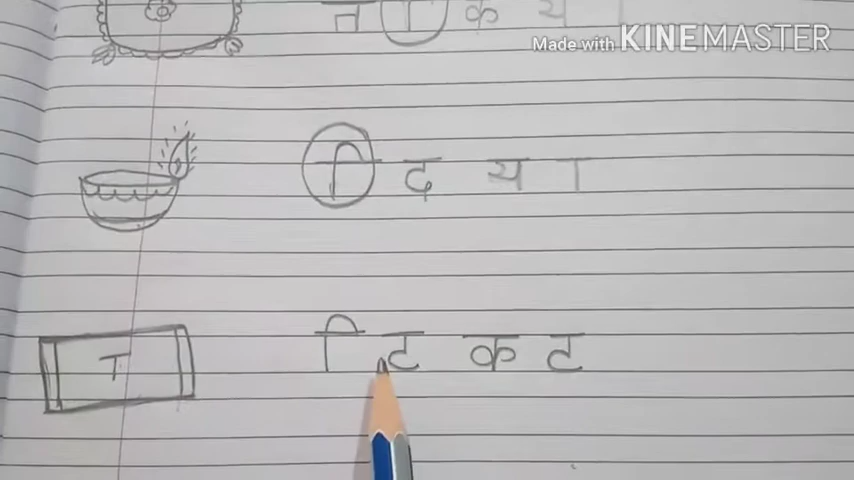 Made with KINEMASTER
त ि क य ा
ि द य ा
T ि ट क ट